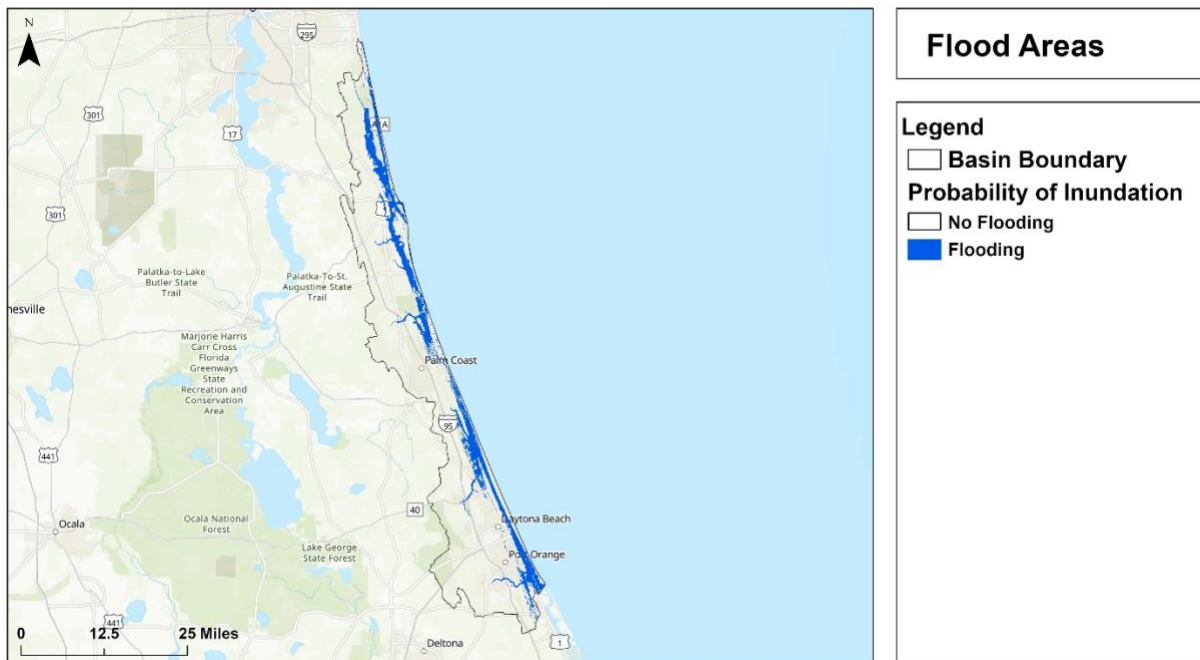 N
295
301
17
A1A
301
1
Palatka-to-Lake
Butler State
Trail
Palatka-To-St.
Augustine State
Trail
nesville
Marjorie Harris
Carr Cross
Florida
Greenways
State
Recreation and
Conservation
Area
Palm Coast
95
441
40
Ocala
Ocala National
Forest
Daytona Beach
Lake George
State Forest
Port Orange
441
1
Deltona
0 12.5 25 Miles
Flood Areas
Legend
Basin Boundary
Probability of Inundation
No Flooding
Flooding